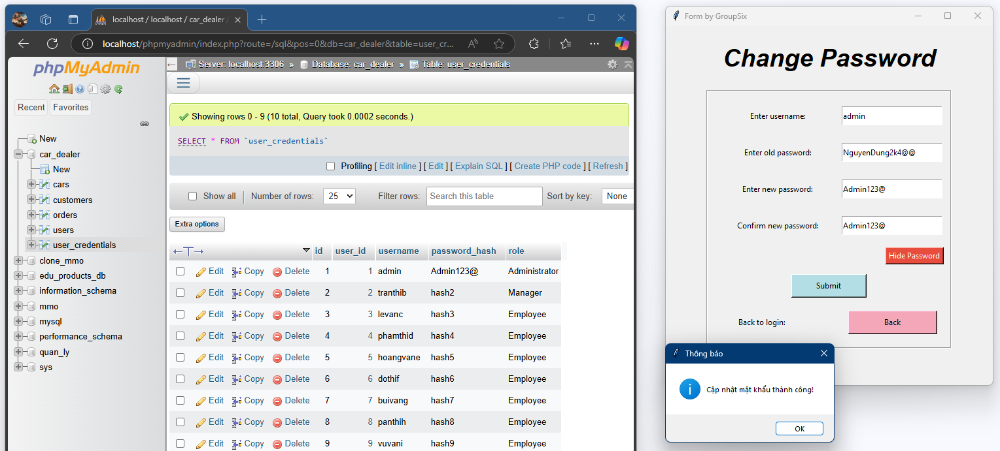 localhost / localhost / car_dealer /
localhost/phpmyadmin/index.php?route=/sql&pos=0&db=car_dealer&table=user_cr...
phpMyAdmin
Recent
Favorites
New
car_dealer
New
cars
customers
orders
users
user_credentials
clone_mmo
edu_products_db
information_schema
mmo
mysql
performance_schema
quan_ly
sys
Server: localhost:3306 » Database: car_dealer » Table: user_credentials
Showing rows 0 - 9 (10 total, Query took 0.0002 seconds.)
SELECT * FROM `user_credentials`
Profiling [ Edit inline ] [ Edit ] [ Explain SQL ] [ Create PHP code ] [ Refresh ]
Show all Number of rows: 25 Filter rows: Search this table Sort by key: None
Extra options
id user_id username password_hash role
Edit Copy Delete 1 1 admin Admin123@ Administrator
Edit Copy Delete 2 2 tranthib hash2 Manager
Edit Copy Delete 3 3 levanc hash3 Employee
Edit Copy Delete 4 4 phamthid hash4 Employee
Edit Copy Delete 5 5 hoangvane hash5 Employee
Edit Copy Delete 6 6 dothif hash6 Employee
Edit Copy Delete 7 7 buivang hash7 Employee
Edit Copy Delete 8 8 panthih hash8 Employee
Edit Copy Delete 9 9 vuvani hash9 Employee
Form by GroupSix
Change Password
Enter username: admin
Enter old password: NguyenDung2k4@@
Enter new password: Admin123@
Confirm new password: Admin123@
Hide Password
Submit
Back to login: Back
Thông báo
Cập nhật mật khẩu thành công!
OK